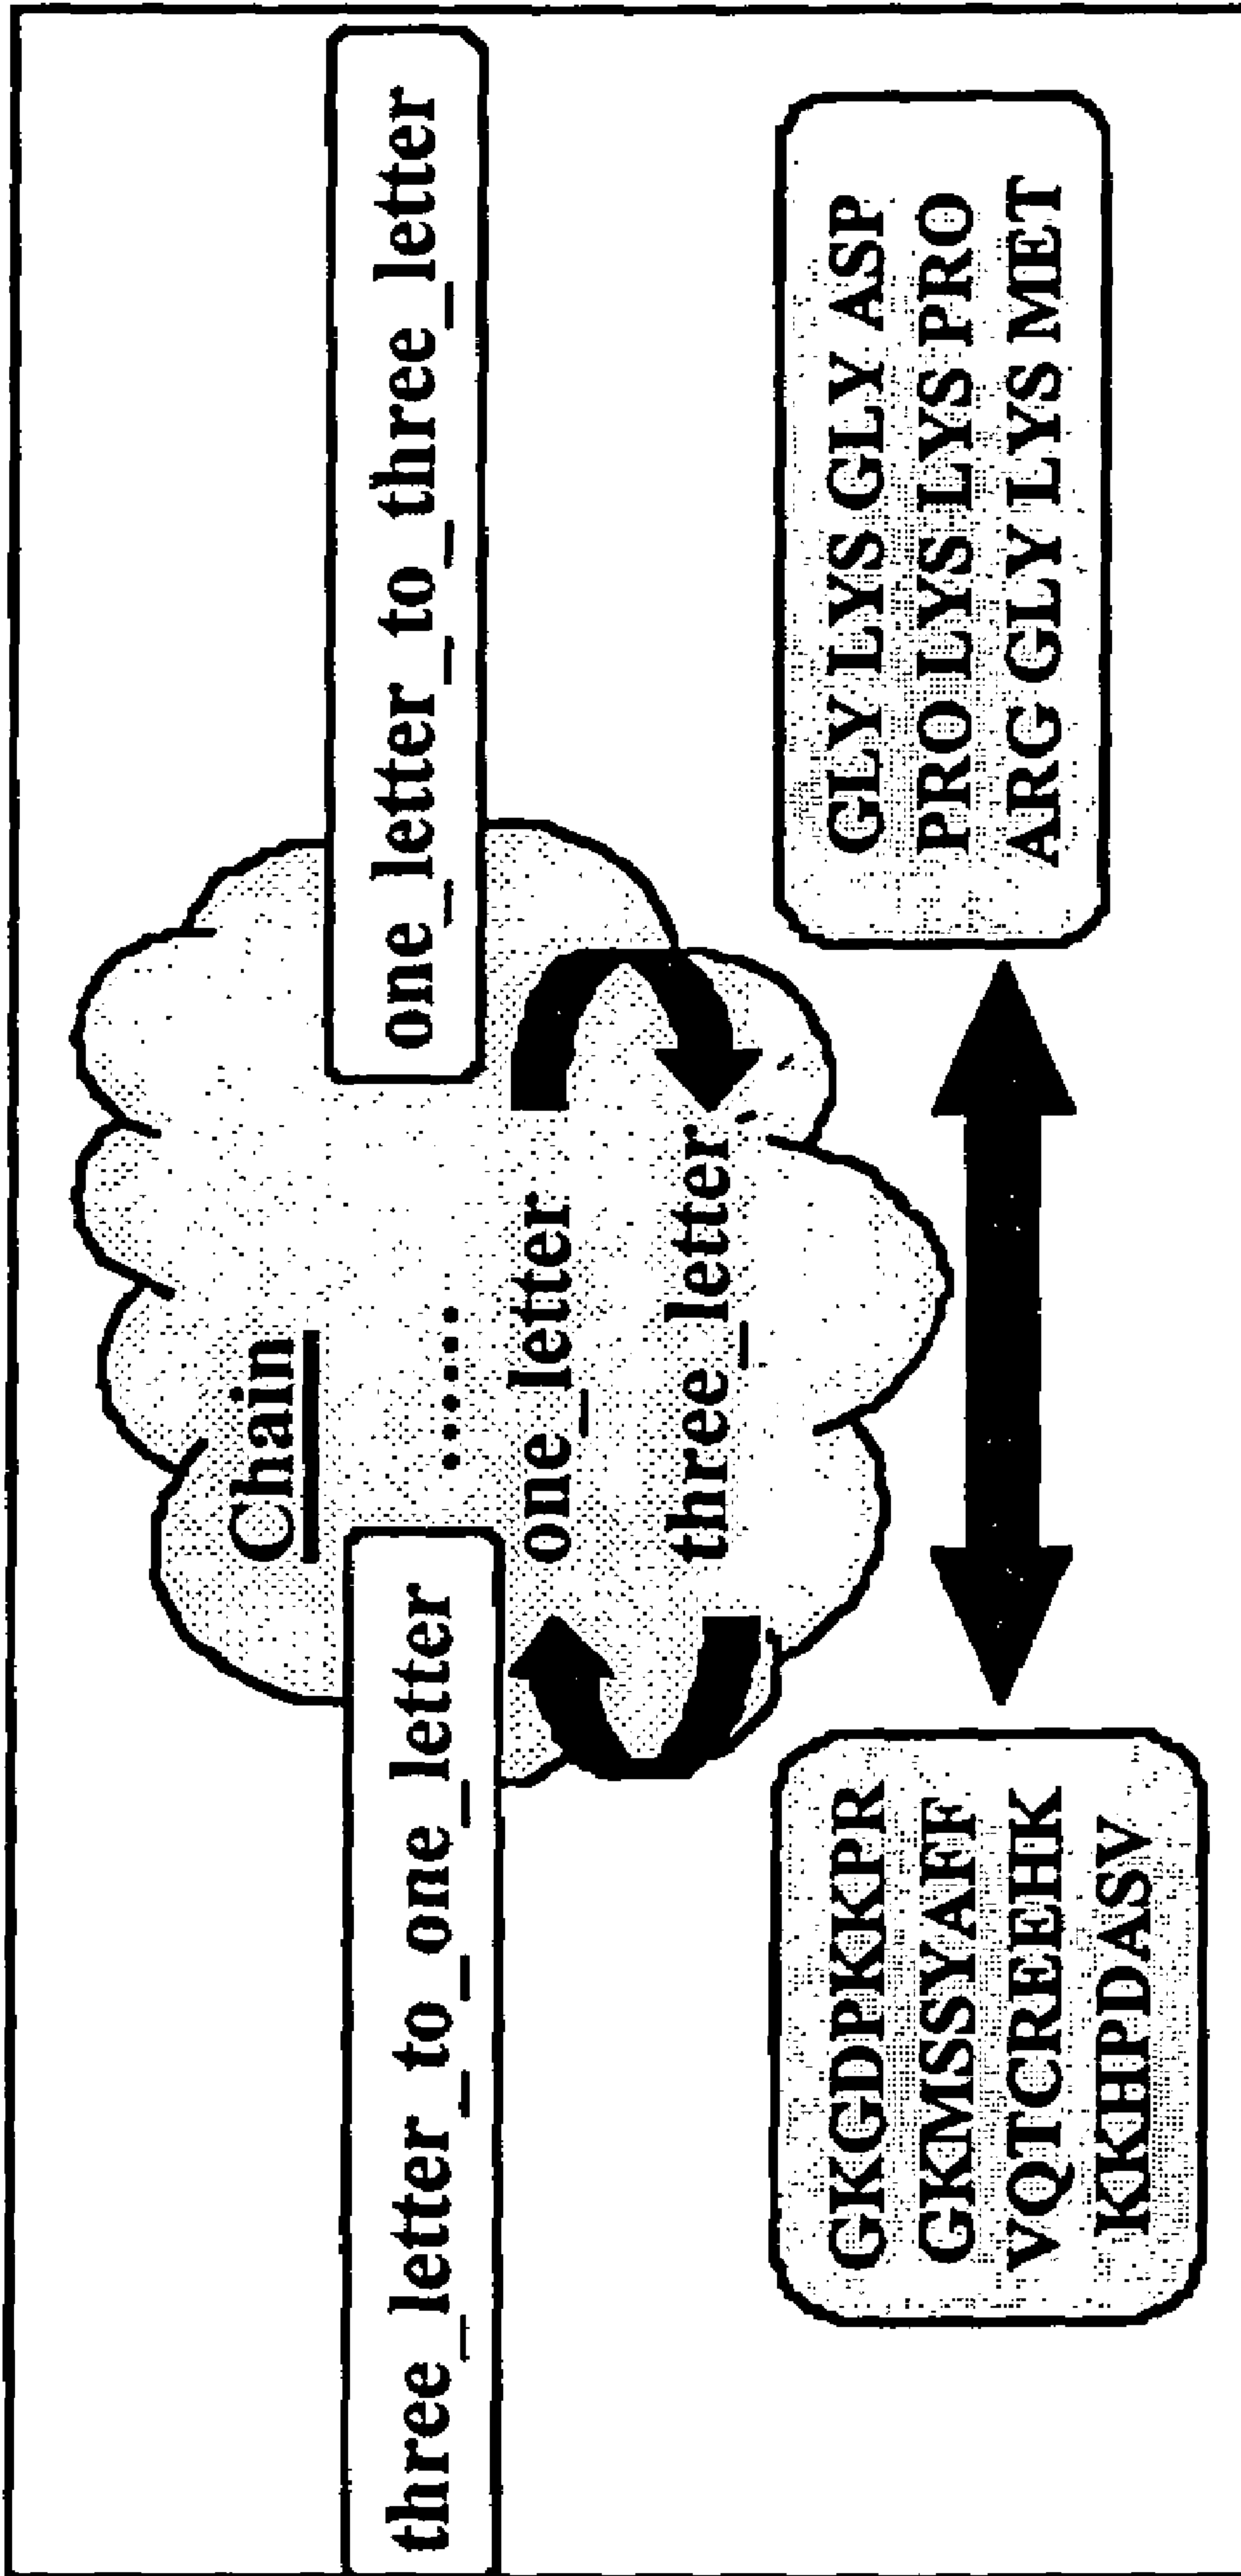 Chain
three_letter_to_one_letter
one_letter_to_three_letter
......
one_letter
three_letter
GKGDPKKPR
GKMSSYAFF
VQTCREEHK
KKHPDASV
GLY LYS GLY ASP
PRO LYS LYS PRO
ARG GLY LYS MET